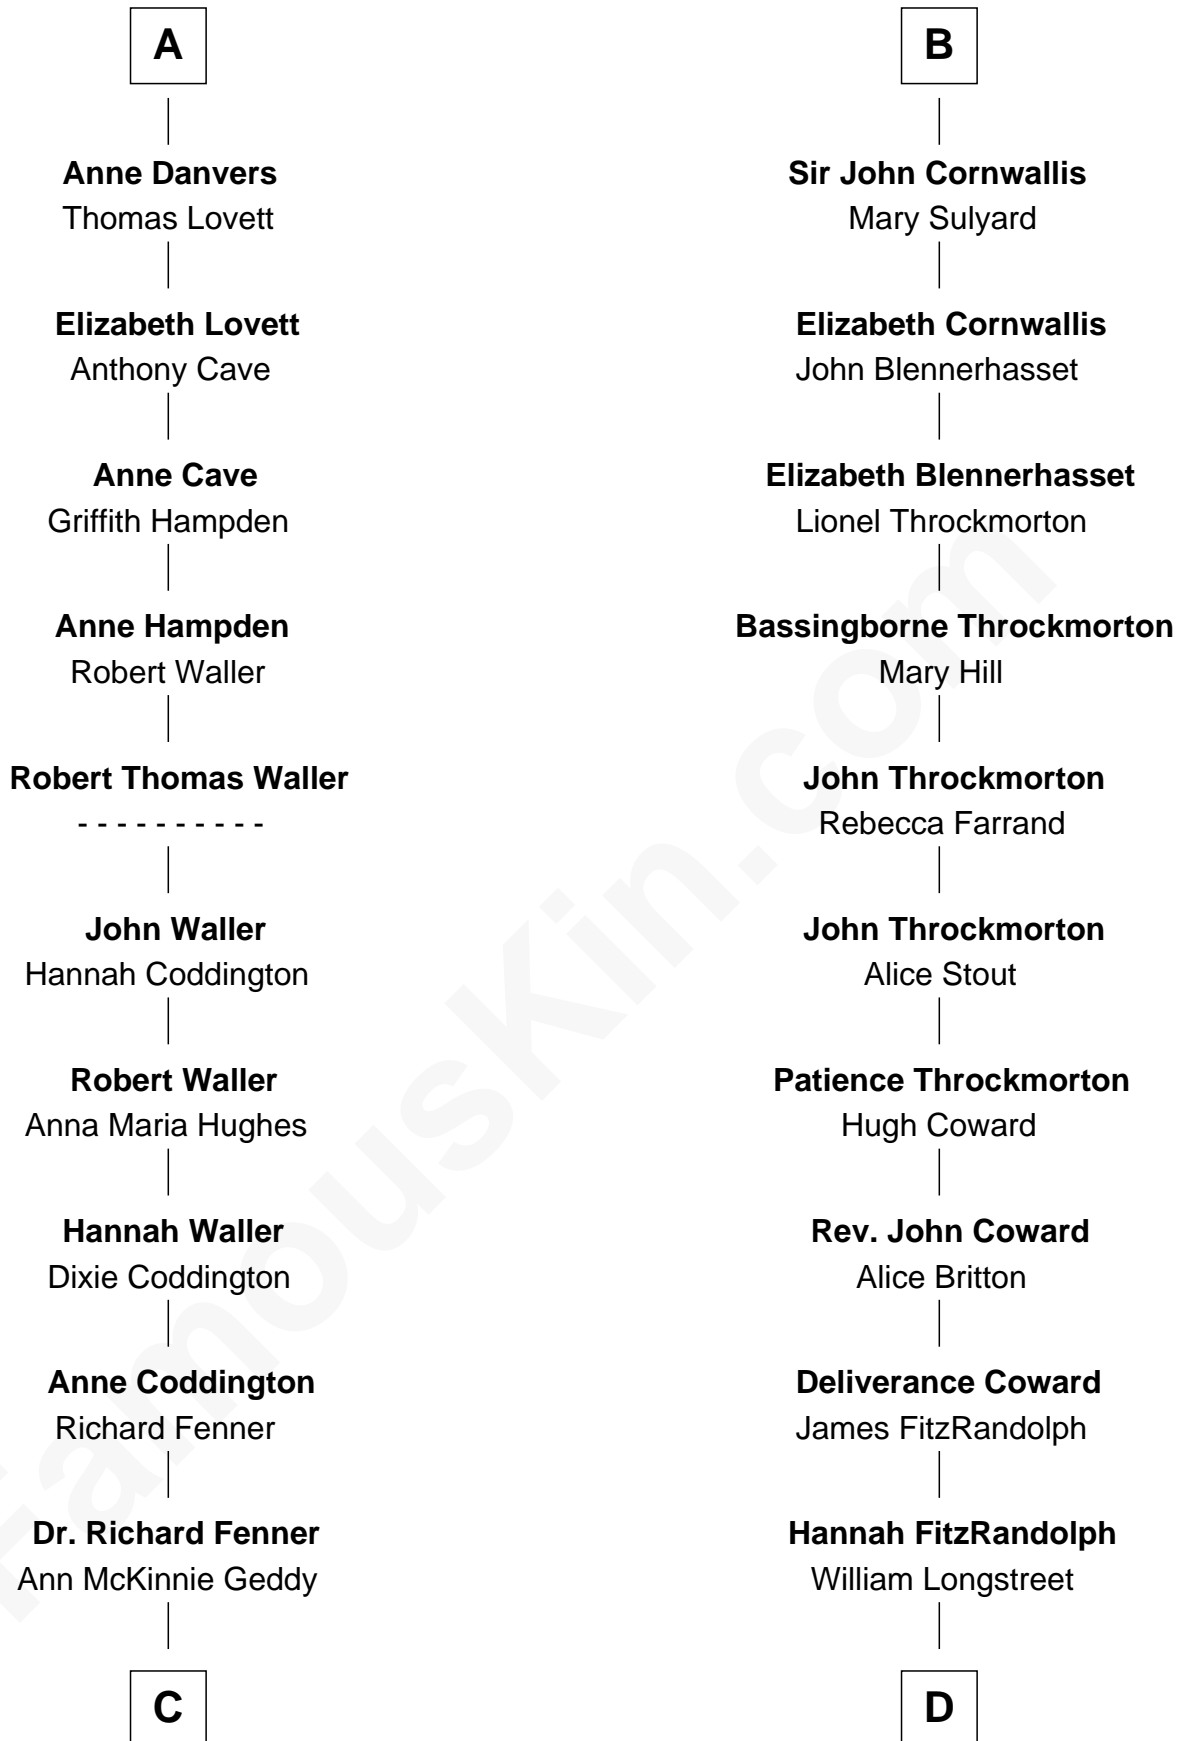 A
Anne Danvers
Thomas Lovett
Elizabeth Lovett
Anthony Cave
Anne Cave
Griffith Hampden
Anne Hampden
Robert Waller
Robert Thomas Waller
- - - - - - - - - -
John Waller
Hannah Coddington
Robert Waller
Anna Maria Hughes
Hannah Waller
Dixie Coddington
Anne Coddington
Richard Fenner
Dr. Richard Fenner
Ann McKinnie Geddy
C
B
Sir John Cornwallis
Mary Sulyard
Elizabeth Cornwallis
John Blennerhasset
Elizabeth Blennerhasset
Lionel Throckmorton
Bassingborne Throckmorton
Mary Hill
John Throckmorton
Rebecca Farrand
John Throckmorton
Alice Stout
Patience Throckmorton
Hugh Coward
Rev. John Coward
Alice Britton
Deliverance Coward
James FitzRandolph
Hannah FitzRandolph
William Longstreet
D
FamousKin.com